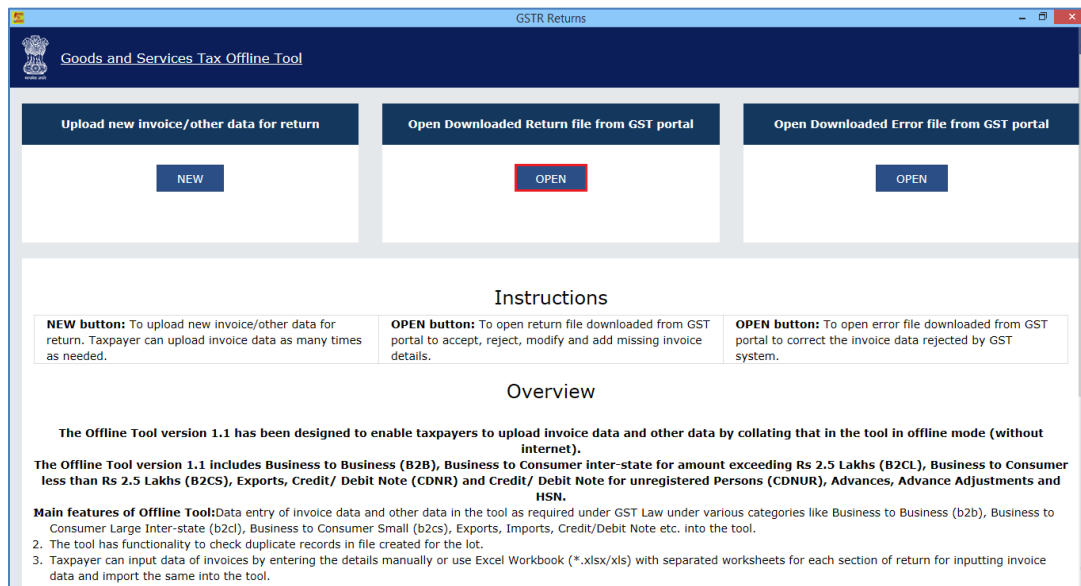 GSTR Returns
Goods and Services Tax Offline Tool
Upload new invoice/other data for return
NEW
Open Downloaded Return file from GST portal
OPEN
Open Downloaded Error file from GST portal
OPEN
Instructions
NEW button: To upload new invoice/other data for
return. Taxpayer can upload invoice data as many times
as needed.
OPEN button: To open return file downloaded from GST
portal to accept, reject, modify and add missing invoice
details.
OPEN button: To open error file downloaded from GST
portal to correct the invoice data rejected by GST
system.
Overview
The Offline Tool version 1.1 has been designed to enable taxpayers to upload invoice data and other data by collating that in the tool in offline mode (without
internet).
The Offline Tool version 1.1 includes Business to Business (B2B), Business to Consumer inter-state for amount exceeding Rs 2.5 Lakhs (B2CL), Business to Consumer
less than Rs 2.5 Lakhs (B2CS), Exports, Credit/ Debit Note (CDNR) and Credit/ Debit Note for unregistered Persons (CDNUR), Advances, Advance Adjustments and
HSN.
Main features of Offline Tool:Data entry of invoice data and other data in the tool as required under GST Law under various categories like Business to Business (b2b), Business to
Consumer Large Inter-state (b2cl), Business to Consumer Small (b2cs), Exports, Imports, Credit/Debit Note etc. into the tool.
2. The tool has functionality to check duplicate records in file created for the lot.
3. Taxpayer can input data of invoices by entering the details manually or use Excel Workbook (*.xlsx/xls) with separated worksheets for each section of return for inputting invoice
data and import the same into the tool.